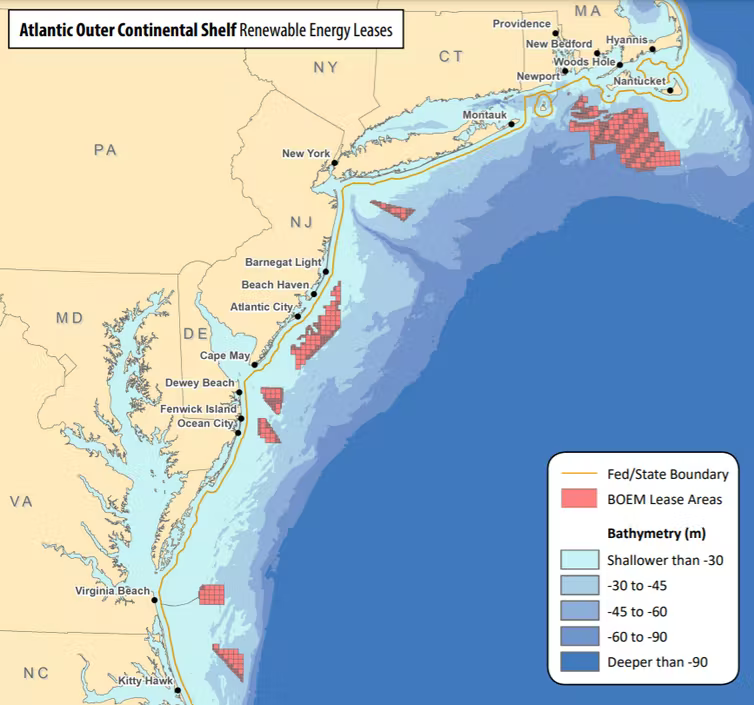 Atlantic Outer Continental Shelf Renewable Energy Leases
MA
Providence
New Bedford
Hyannis
CT
Woods Hole
NY
Newport
Nantucket
Montauk
PA
New York
NJ
Barnegat Light
Beach Haven
Atlantic City
MD
DE
Cape May
Dewey Beach
Fenwick Island
Ocean City
VA
Virginia Beach
NC
Kitty Hawk
Fed/State Boundary
BOEM Lease Areas
Bathymetry (m)
Shallower than -30
-30 to -45
-45 to -60
-60 to -90
Deeper than -90